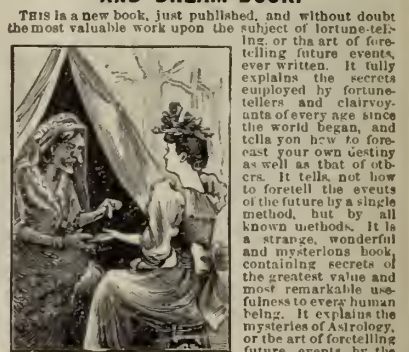 AND DREAM BOOK.
THIS is a new book, just published, and without doubt
the most valuable work upon the subject of fortune-tell-
ing, or the art of fore-
telling future events,
ever written. It fully
explains the secrets
employed by fortune-
tellers and clairvoy-
ants of every age since
the world began, and
tells you how to fore-
cast your own destiny
as well as that of oth-
ers. It tells, not how
to foretell the events
of the future by a single
method, but by all
known methods. It is
a strange, wonderful
and mysterious book,
containing secrets of
the greatest value and
most remarkable use-
fulness to every human
being. It explains the
mysteries of Astrology,
or the art of foretelling
future events by the